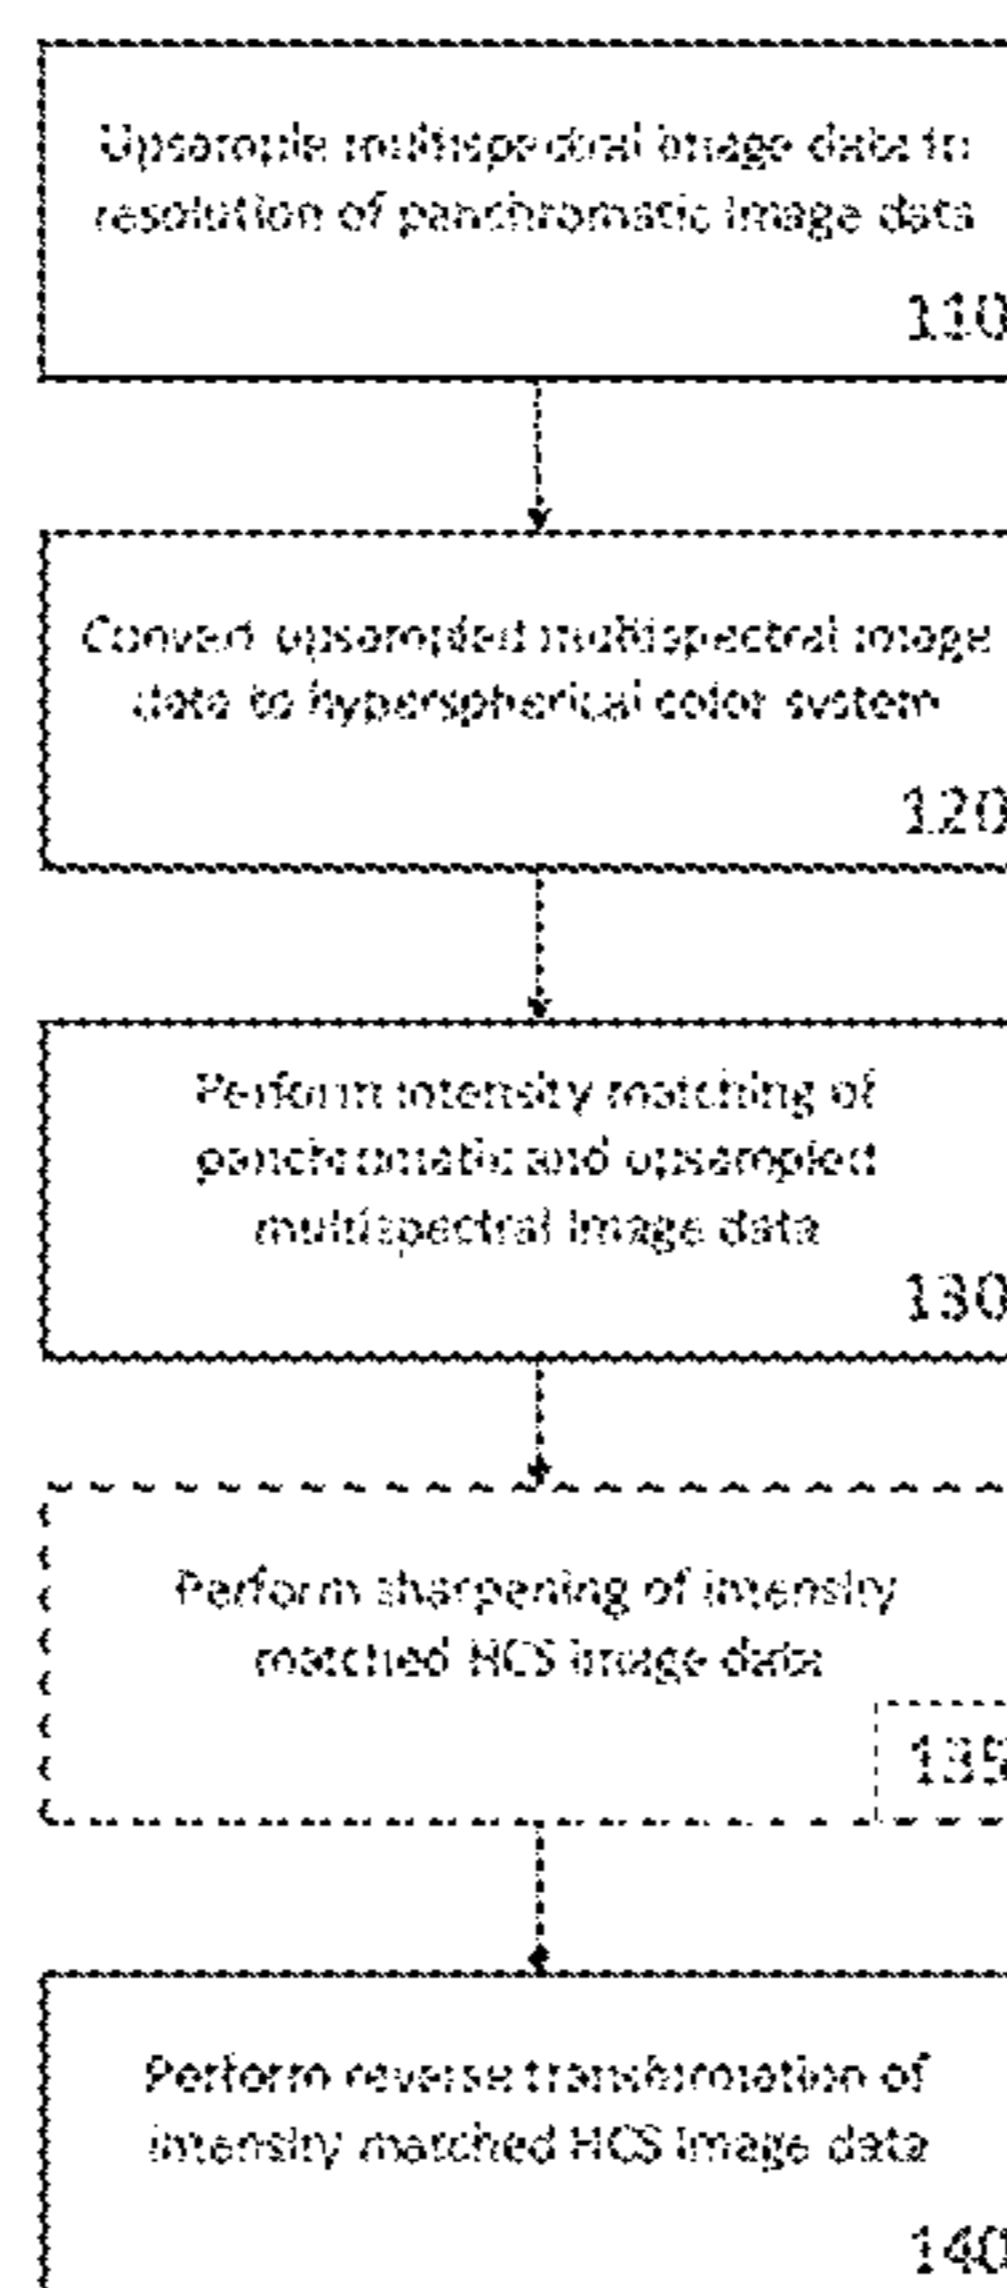 Upsample multispectral image data in
resolution of panchromatic image data
110
Convert upsampled multispectral image
data to hyperspherical color system
120
Perform intensity matching of
panchromatic and upsampled
multispectral image data
130
Perform sharpening of intensity
matched HCS image data
135
Perform reverse transformation of
intensity matched HCS image data
140